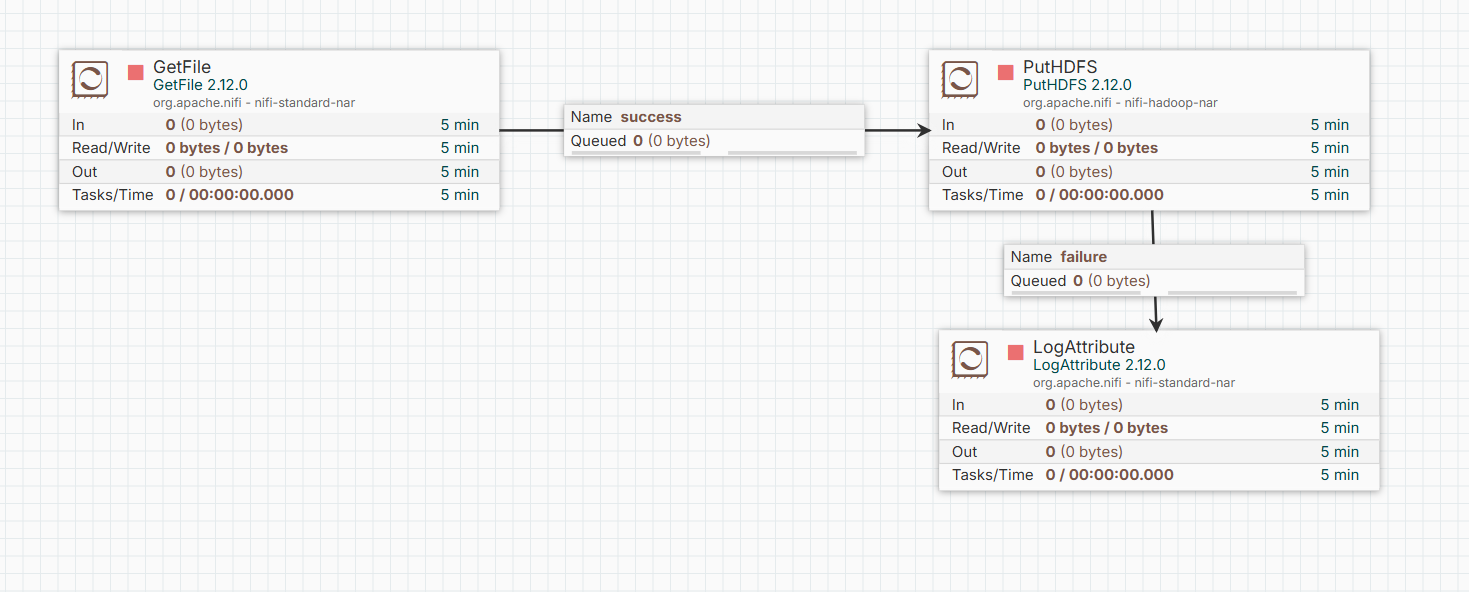 GetFile
GetFile 2.12.0
org.apache.nifi - nifi-standard-nar
In 0 (0 bytes) 5 min
Read/Write 0 bytes / 0 bytes 5 min
Out 0 (0 bytes) 5 min
Tasks/Time 0 / 00:00:00.000 5 min
Name success
Queued 0 (0 bytes)
PutHDFS
PutHDFS 2.12.0
org.apache.nifi - nifi-hadoop-nar
In 0 (0 bytes) 5 min
Read/Write 0 bytes / 0 bytes 5 min
Out 0 (0 bytes) 5 min
Tasks/Time 0 / 00:00:00.000 5 min
Name failure
Queued 0 (0 bytes)
LogAttribute
LogAttribute 2.12.0
org.apache.nifi - nifi-standard-nar
In 0 (0 bytes) 5 min
Read/Write 0 bytes / 0 bytes 5 min
Out 0 (0 bytes) 5 min
Tasks/Time 0 / 00:00:00.000 5 min